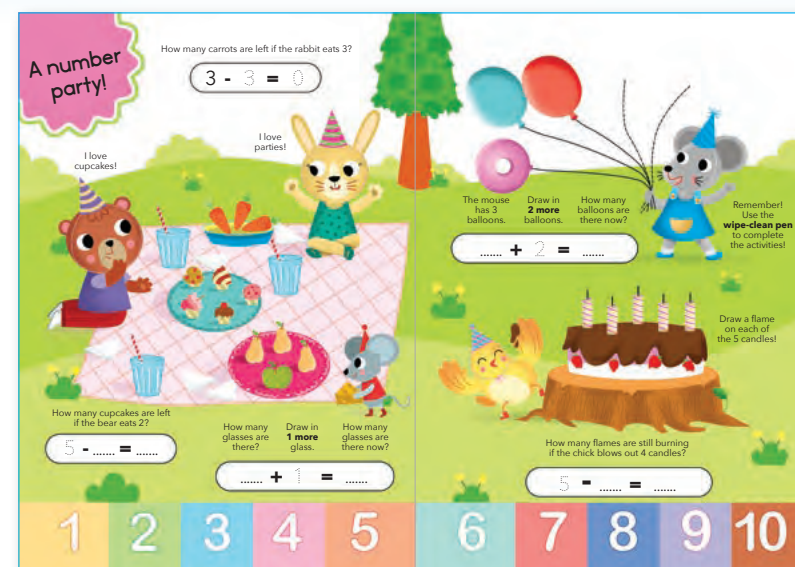 A number
party!
How many carrots are left if the rabbit eats 3?
3 - 3 = 0
I love
cupcakes!
I love
parties!
The mouse
has 3
balloons.
Draw in
2 more
balloons.
How many
balloons are
there now?
...... + 2 = ......
Remember!
Use the
wipe-clean pen
to complete
the activities!
Draw a flame
on each of
the 5 candles!
How many cupcakes are left
if the bear eats 2?
5 - ...... = ......
How many
glasses are
there?
Draw in
1 more
glass.
How many
glasses are
there now?
...... + 1 = ......
How many flames are still burning
if the chick blows out 4 candles?
5 - ...... = ......
1 2 3 4 5 6 7 8 9 10